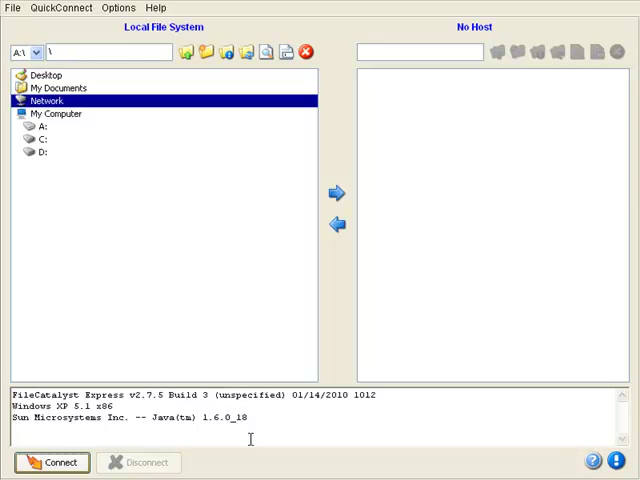 File QuickConnect Options Help
Local File System
No Host
A:\ \
Desktop
My Documents
Network
My Computer
A:
C:
D:
FileCatalyst Express v2.7.5 Build 3 (unspecified) 01/14/2010 1012
Windows XP 5.1 x86
Sun Microsystems Inc. -- Java(tm) 1.6.0_18
Connect Disconnect